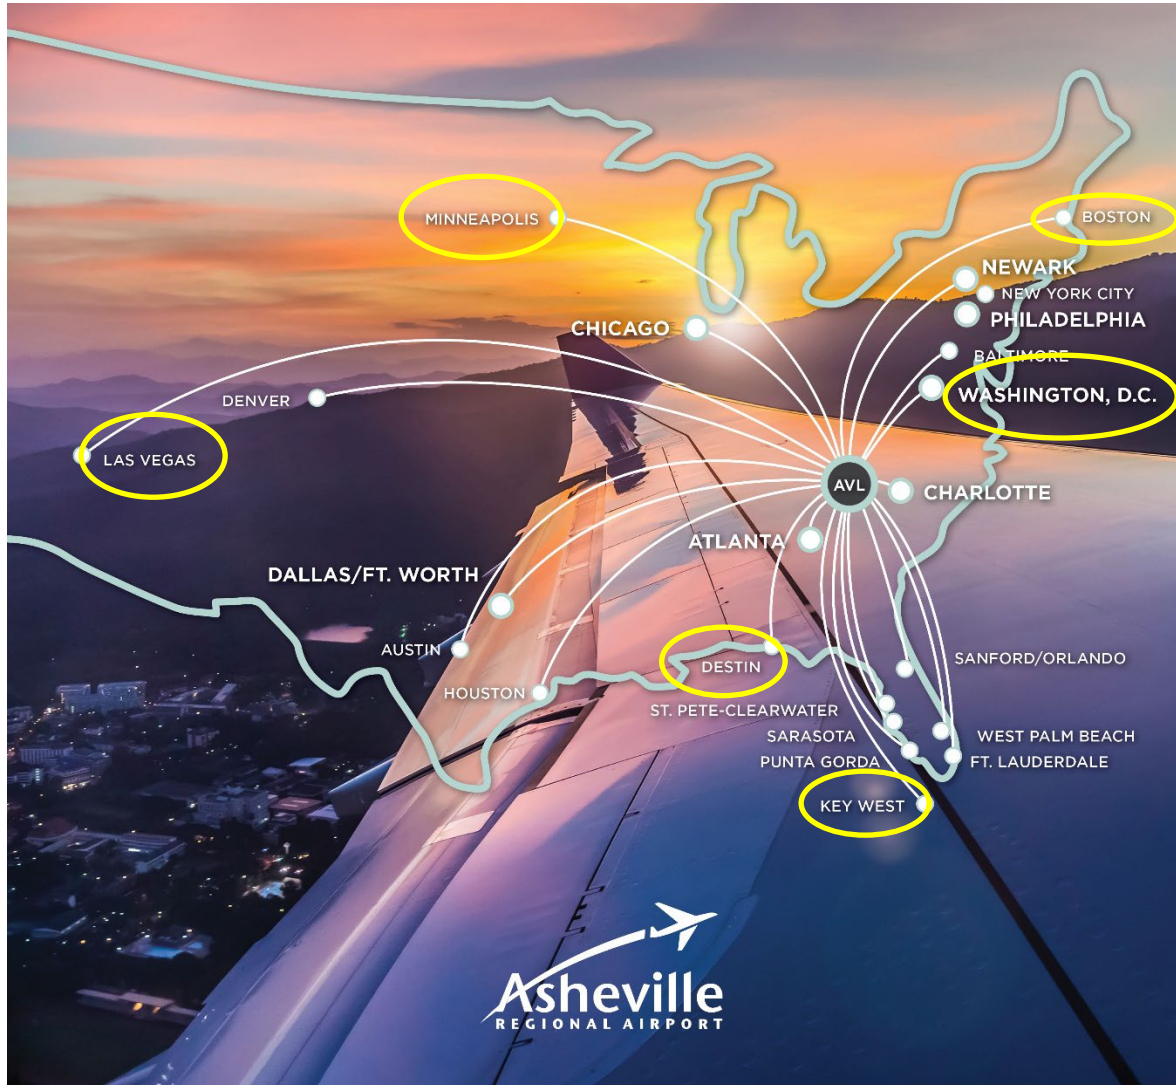 MINNEAPOLIS
BOSTON
NEWARK
NEW YORK CITY
CHICAGO
PHILADELPHIA
BALTIMORE
DENVER
WASHINGTON, D.C.
LAS VEGAS
AVL
CHARLOTTE
ATLANTA
DALLAS/FT. WORTH
AUSTIN
DESTIN
SANFORD/ORLANDO
HOUSTON
ST. PETE-CLEARWATER
SARASOTA
WEST PALM BEACH
PUNTA GORDA
FT. LAUDERDALE
KEY WEST
Asheville
REGIONAL AIRPORT